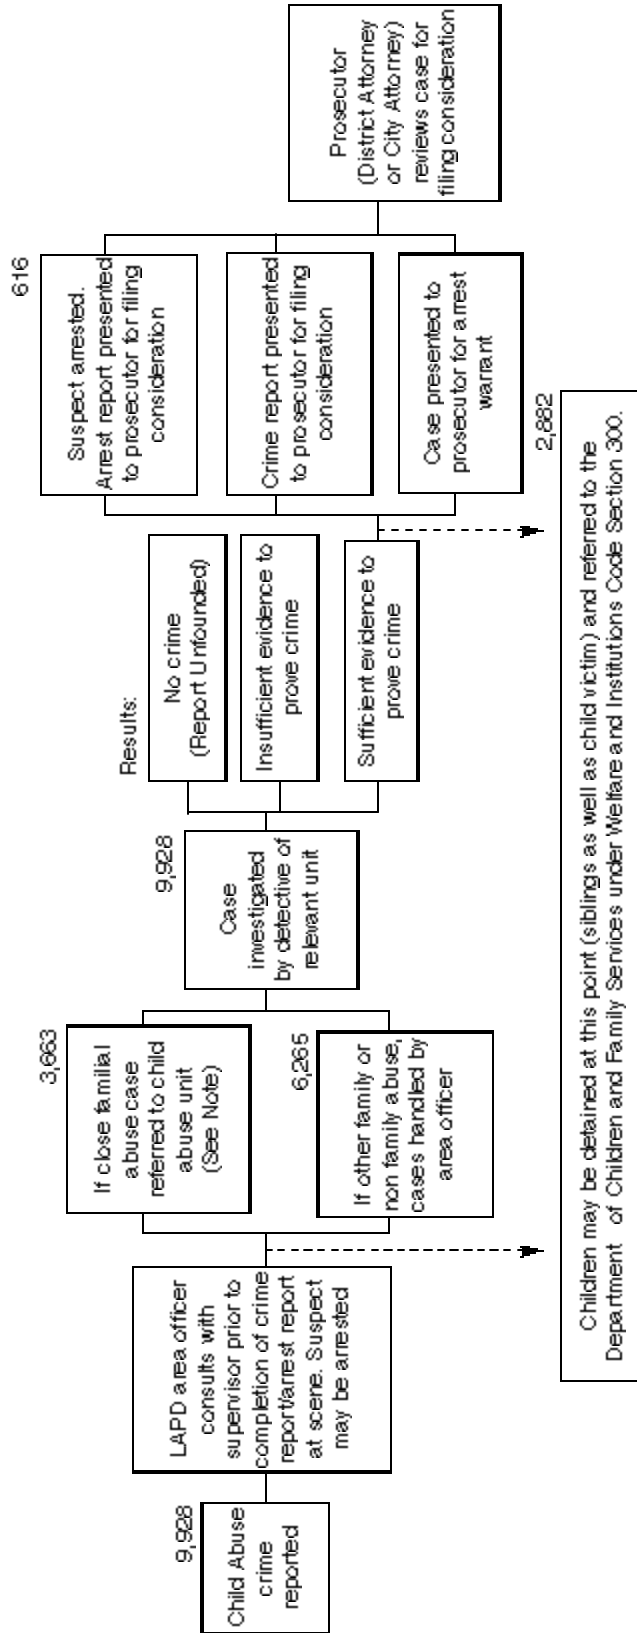 9,928
Child Abuse
crime
reported
LAPD area officer
consults with
supervisor prior to
completion of crime
report/arrest report
at scene. Suspect
may be arrested
3,663
If close familial
abuse case
referred to child
abuse unit
(See Note)
6,265
If other family or
non family abuse,
cases handled by
area officer
9,928
Case
investigated
by detective of
relevant unit
Results:
No crime
(Report Unfounded)
Insufficient evidence to
prove crime
Sufficient evidence to
prove crime
616
Suspect arrested.
Arrest report presented
to prosecutor for filing
consideration
Crime report presented
to prosecutor for filing
consideration
Case presented to
prosecutor for arrest
warrant
Prosecutor
(District Attorney
or City Attorney)
reviews case for
filing consideration
2,882
Children may be detained at this point (siblings as well as child victim) and referred to the
Department of Children and Family Services under Welfare and Institutions Code Section 300.